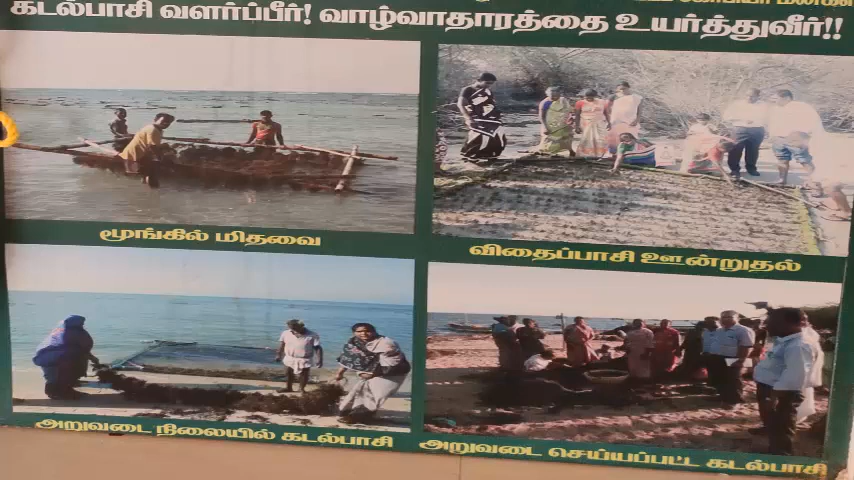 கடல்பாசி வளர்ப்பீர்! வாழ்வாதாரத்தை உயர்த்துவீர்!!
மூங்கில் மிதவை
விதைப்பாசி ஊன்றுதல்
அறுவடை நிலையில் கடல்பாசி
அறுவடை செய்யப்பட்ட கடல்பாசி